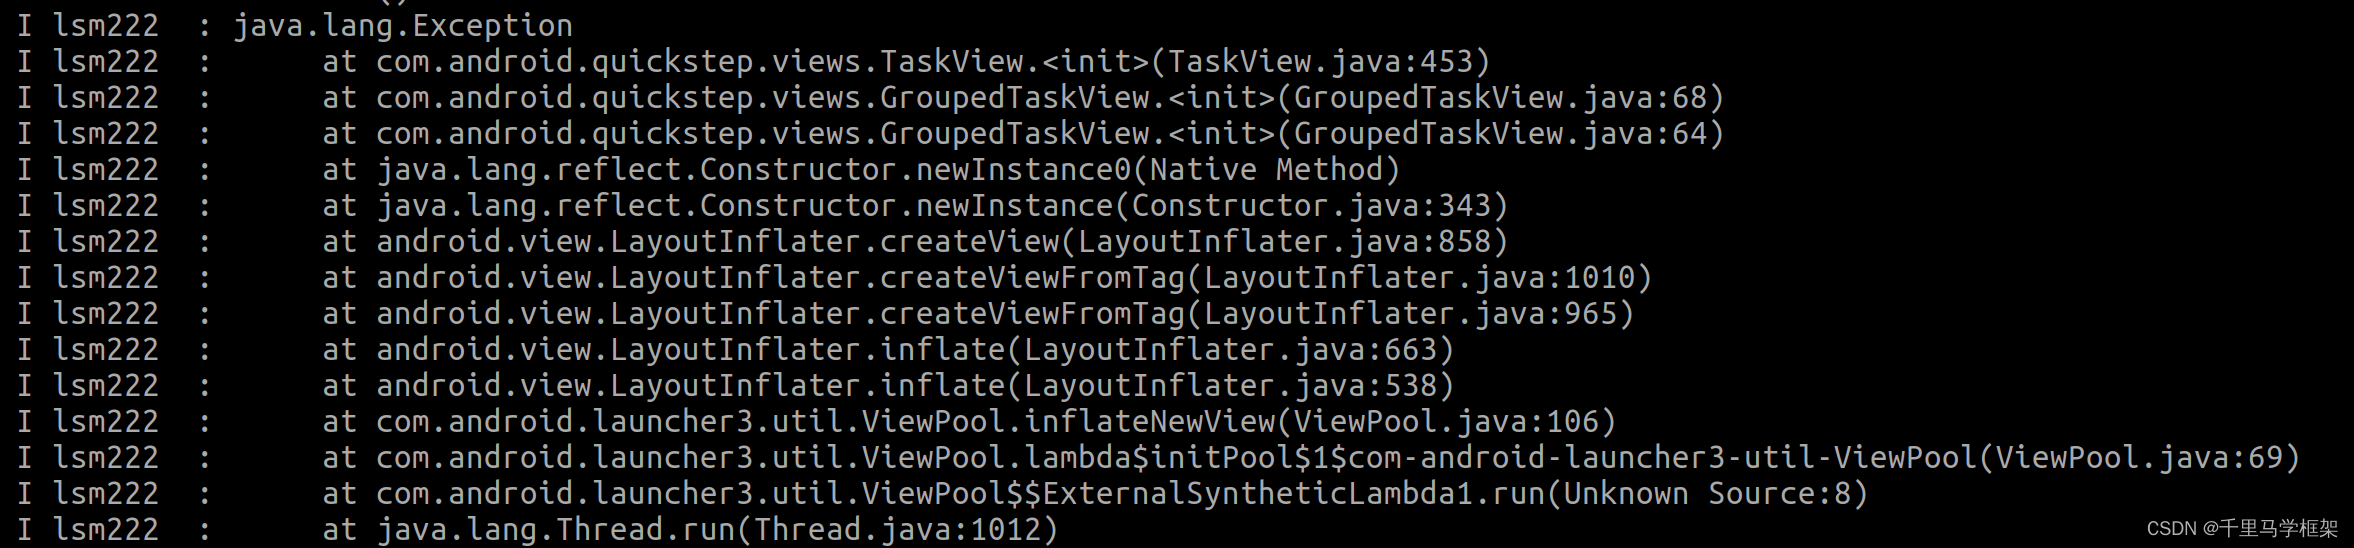 I lsm222  : java.lang.Exception
I lsm222  :      at com.android.quickstep.views.TaskView.<init>(TaskView.java:453)
I lsm222  :      at com.android.quickstep.views.GroupedTaskView.<init>(GroupedTaskView.java:68)
I lsm222  :      at com.android.quickstep.views.GroupedTaskView.<init>(GroupedTaskView.java:64)
I lsm222  :      at java.lang.reflect.Constructor.newInstance0(Native Method)
I lsm222  :      at java.lang.reflect.Constructor.newInstance(Constructor.java:343)
I lsm222  :      at android.view.LayoutInflater.createView(LayoutInflater.java:858)
I lsm222  :      at android.view.LayoutInflater.createViewFromTag(LayoutInflater.java:1010)
I lsm222  :      at android.view.LayoutInflater.createViewFromTag(LayoutInflater.java:965)
I lsm222  :      at android.view.LayoutInflater.inflate(LayoutInflater.java:663)
I lsm222  :      at android.view.LayoutInflater.inflate(LayoutInflater.java:538)
I lsm222  :      at com.android.launcher3.util.ViewPool.inflateNewView(ViewPool.java:106)
I lsm222  :      at com.android.launcher3.util.ViewPool.lambda$initPool$1$com-android-launcher3-util-ViewPool(ViewPool.java:69)
I lsm222  :      at com.android.launcher3.util.ViewPool$$ExternalSyntheticLambda1.run(Unknown Source:8)
I lsm222  :      at java.lang.Thread.run(Thread.java:1012)
CSDN @千里马学框架